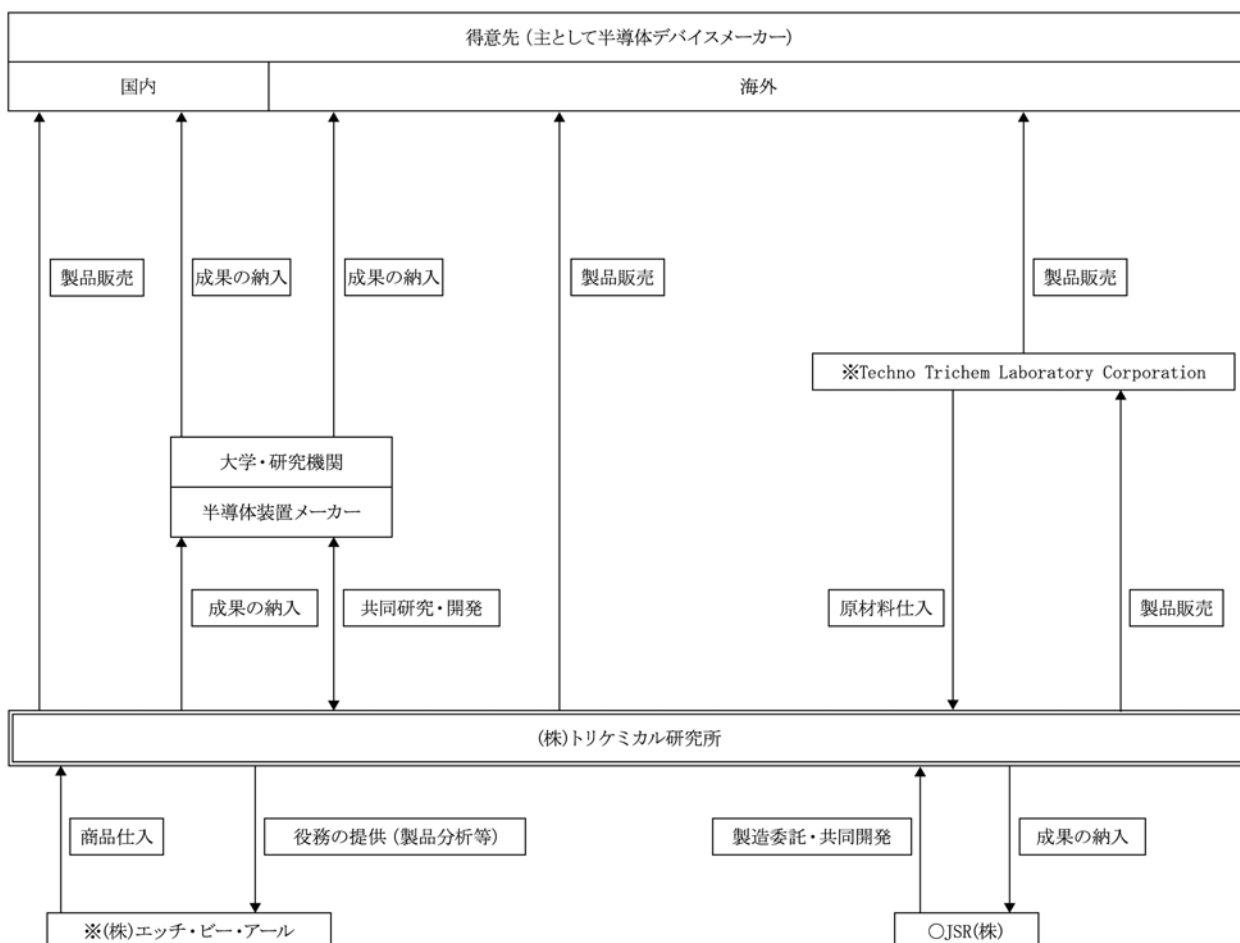 得意先（主として半導体デバイスメーカー）
国内
海外
製品販売
成果の納入
成果の納入
製品販売
製品販売
※Techno Trichem Laboratory Corporation
大学・研究機関
半導体装置メーカー
成果の納入
共同研究・開発
原材料仕入
製品販売
(株)トリケミカル研究所
商品仕入
役務の提供（製品分析等）
製造委託・共同開発
成果の納入
※(株)エッチ・ビー・アール
○JSR(株)